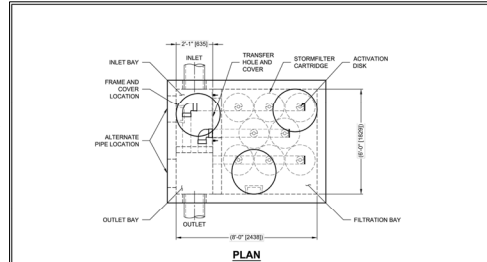 2'-1" [635]
INLET BAY
INLET
TRANSFER
HOLE AND
COVER
STORMFILTER
CARTRIDGE
ACTIVATION
DISK
FRAME AND
COVER
LOCATION
ALTERNATE
PIPE LOCATION
(6'-0" [1829])
OUTLET BAY
OUTLET
FILTRATION BAY
(8'-0" [2438])
PLAN